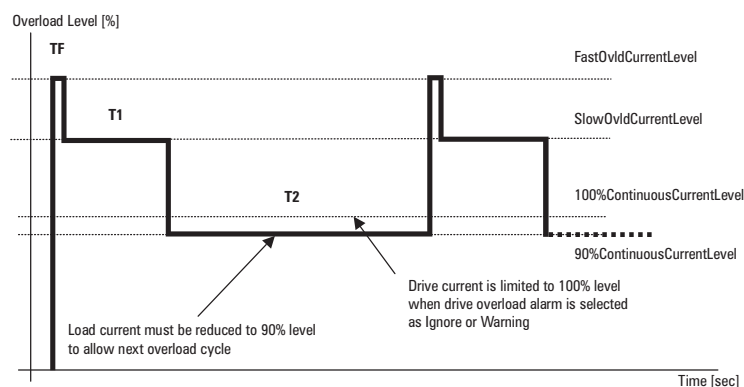 Overload Level [%]
TF
FastOvldCurrentLevel
T1
SlowOvldCurrentLevel
T2
100%ContinuousCurrentLevel
90%ContinuousCurrentLevel
Drive current is limited to 100% level
when drive overload alarm is selected
as Ignore or Warning
Load current must be reduced to 90% level
to allow next overload cycle
Time [sec]